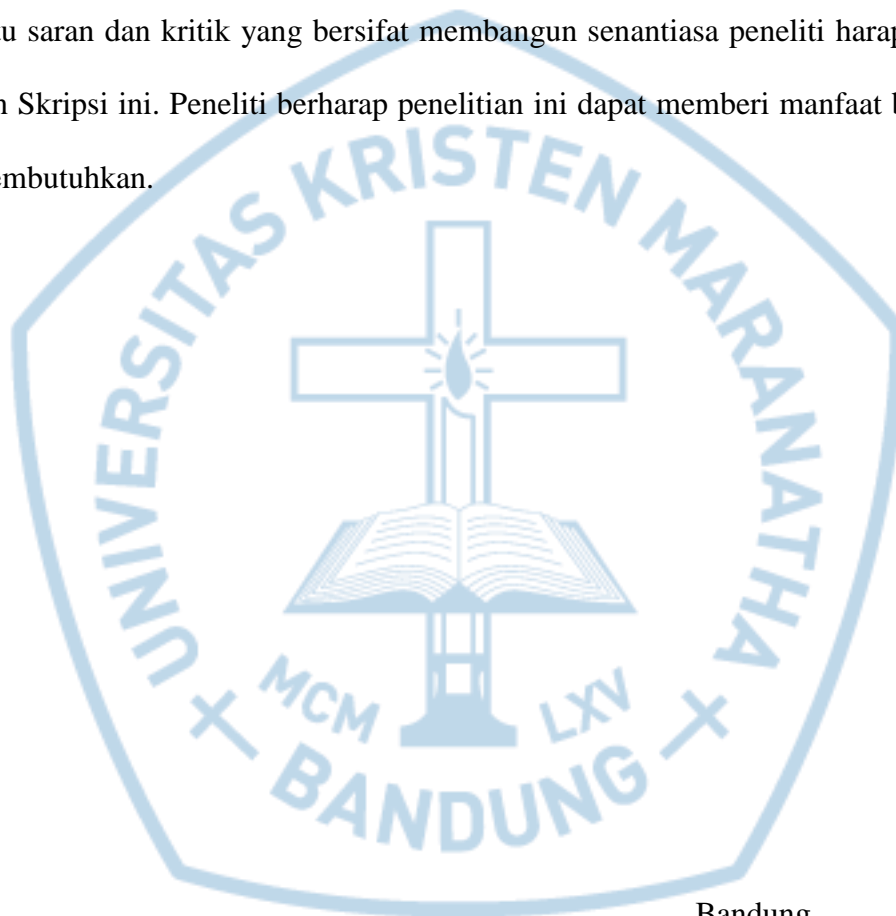 u saran dan kritik yang bersifat membangun senantiasa peneliti harap
n Skripsi ini. Peneliti berharap penelitian ini dapat memberi manfaat b
embutuhkan.
UNIVERSITAS KRISTEN MARANATHA
MCM LXV
BANDUNG
Bandung,